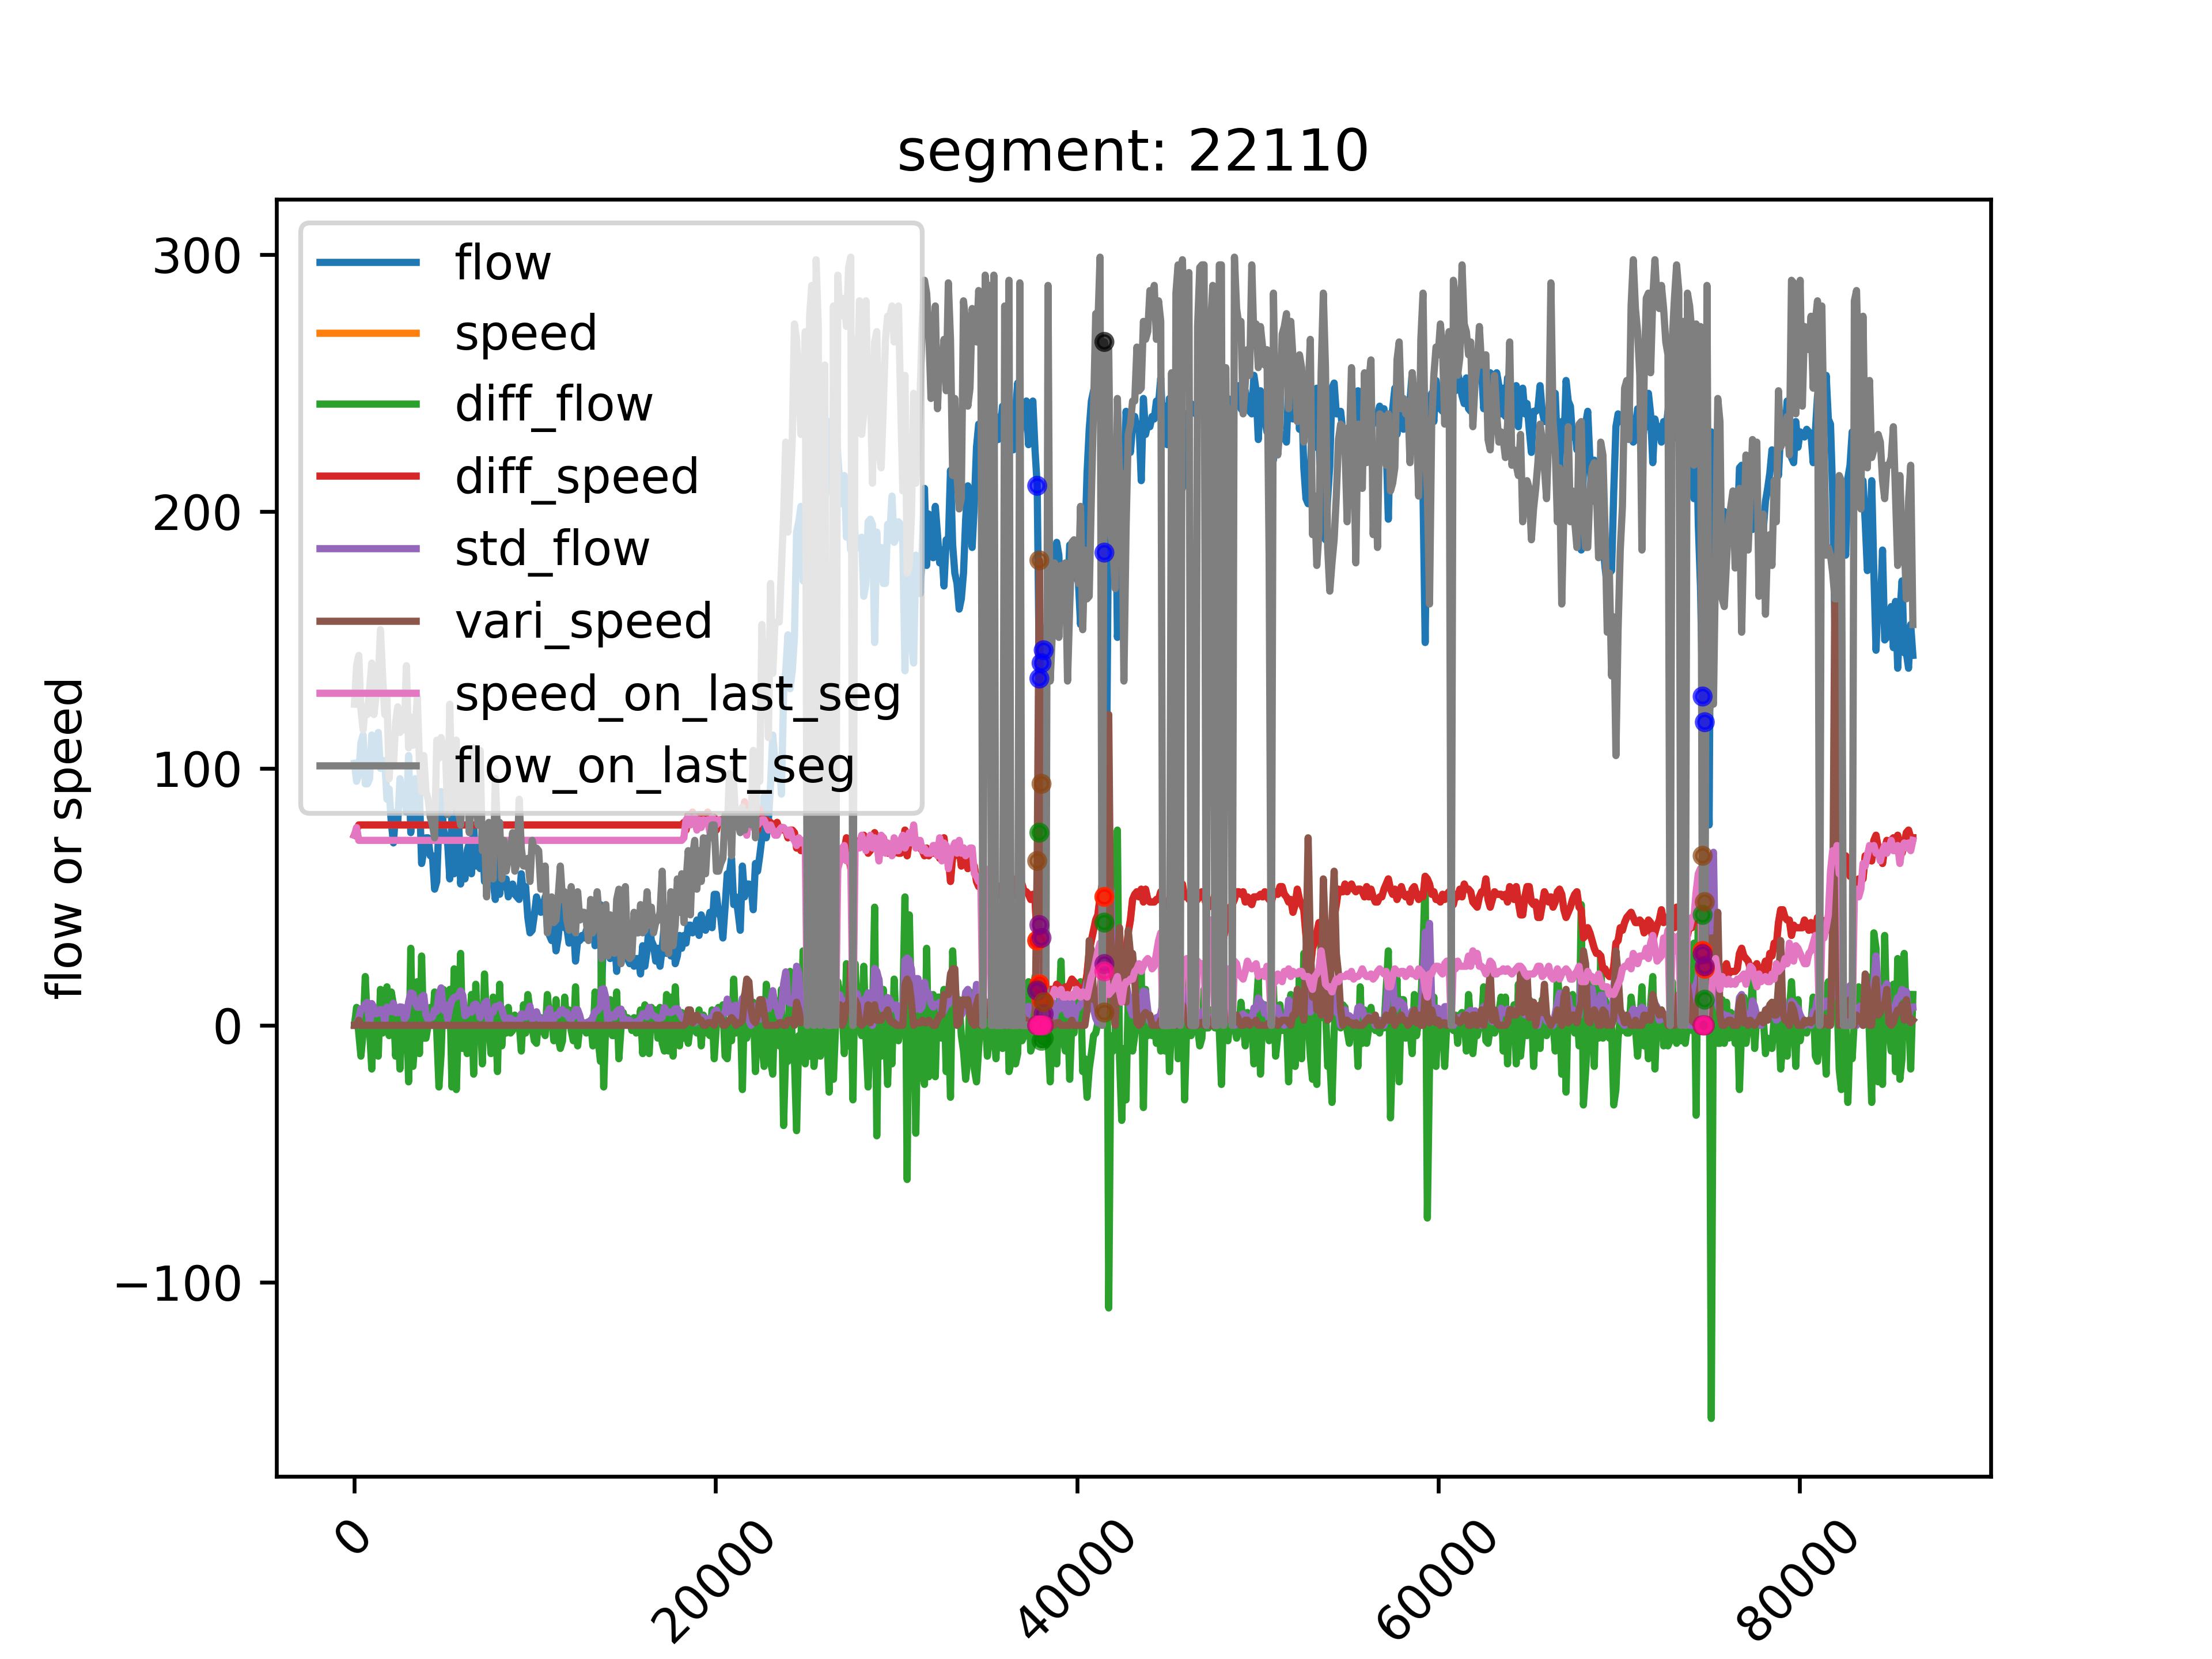 segment: 22110
300
200
100
0
−100
flow or speed
flow
speed
diff_flow
diff_speed
std_flow
vari_speed
speed_on_last_seg
flow_on_last_seg
0
20000
40000
60000
80000